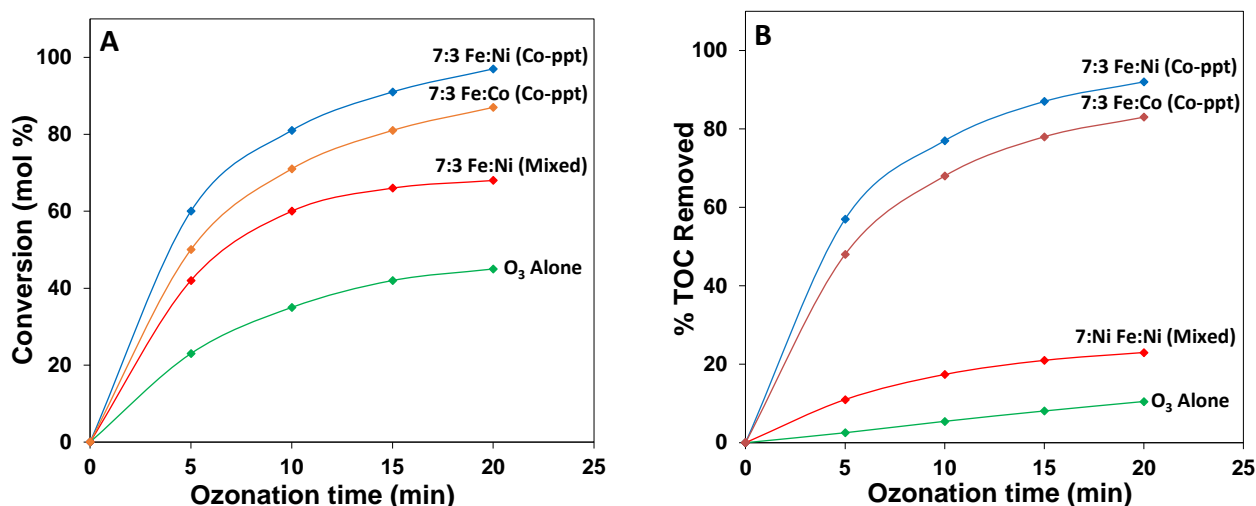 A
Conversion (mol %)
100
80
60
40
20
0
0 5 10 15 20 25
Ozonation time (min)
7:3 Fe:Ni (Co-ppt)
7:3 Fe:Co (Co-ppt)
7:3 Fe:Ni (Mixed)
O₃ Alone
B
% TOC Removed
100
80
60
40
20
0
0 5 10 15 20 25
Ozonation time (min)
7:3 Fe:Ni (Co-ppt)
7:3 Fe:Co (Co-ppt)
7:Ni Fe:Ni (Mixed)
O₃ Alone